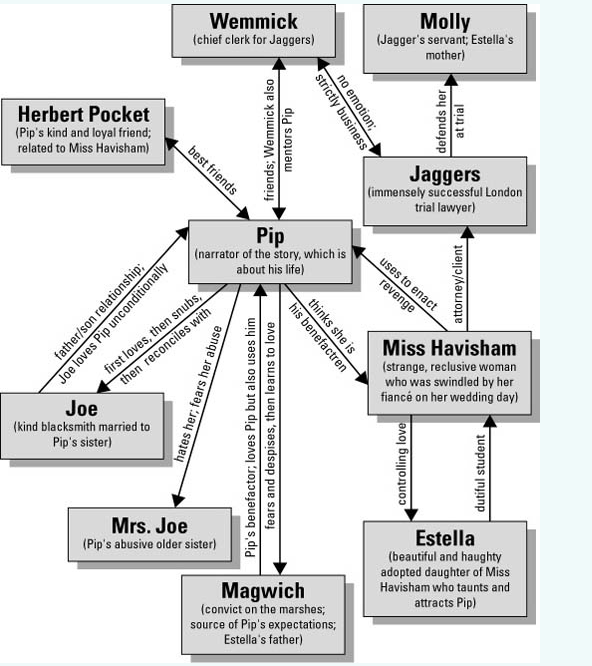 Wemmick
(chief clerk for Jaggers)
Molly
(Jagger's servant; Estella's
mother)
friends; Wemmick also
mentors Pip
no emotion;
strictly business
defends her
at trial
Herbert Pocket
(Pip's kind and loyal friend;
related to Miss Havisham)
best friends
Jaggers
(immensely successful London
trial lawyer)
Pip
(narrator of the story, which is
about his life)
uses to enact
revenge
attorney/client
father/son relationship;
Joe loves Pip unconditionally
first loves, then snubs,
then reconciles with
hates her; fears her abuse
Pip's benefactor; loves Pip but also uses him
fears and despises, then learns to love
thinks she is
his benefactren
Miss Havisham
(strange, reclusive woman
who was swindled by her
fiancé on her wedding day)
Joe
(kind blacksmith married to
Pip's sister)
controlling love
dutiful student
Mrs. Joe
(Pip's abusive older sister)
Estella
(beautiful and haughty
adopted daughter of Miss
Havisham who taunts and
attracts Pip)
Magwich
(convict on the marshes;
source of Pip's expectations;
Estella's father)